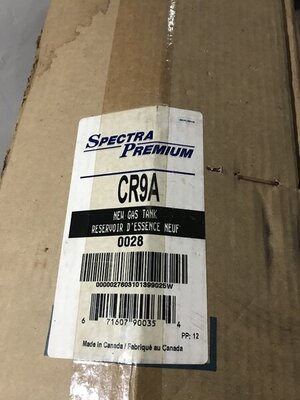 SPECTRA
PREMIUM
CR9A
NEW GAS TANK
RESERVOIR D'ESSENCE NEUF
0028
0000027603101399025W
6 71607 90035 4
PP: 12
Made in Canada / Fabriqué au Canada